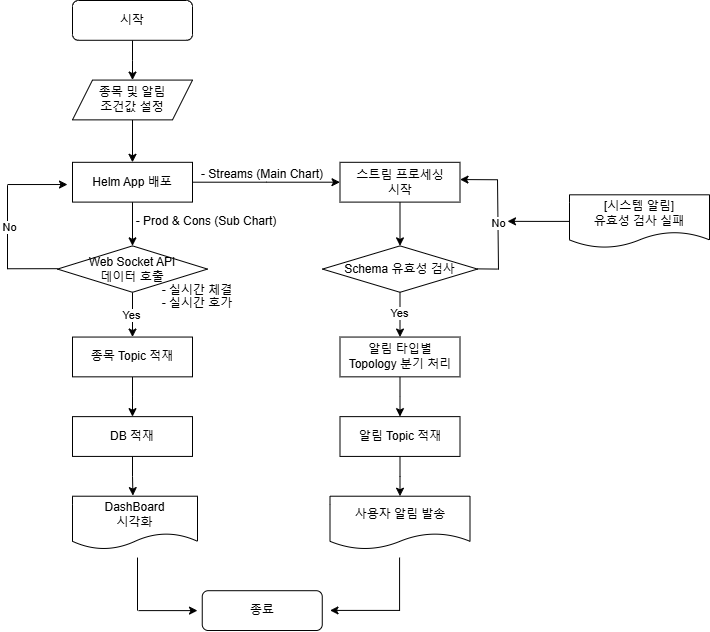 시작
종목 및 알림
조건값 설정
Helm App 배포
- Streams (Main Chart)
스트림 프로세싱
시작
[시스템 알림]
유효성 검사 실패
No
No
- Prod & Cons (Sub Chart)
Web Socket API
데이터 호출
- 실시간 체결
- 실시간 호가
Schema 유효성 검사
Yes
Yes
종목 Topic 적재
알림 타입별
Topology 분기 처리
DB 적재
알림 Topic 적재
DashBoard
시각화
사용자 알림 발송
종료